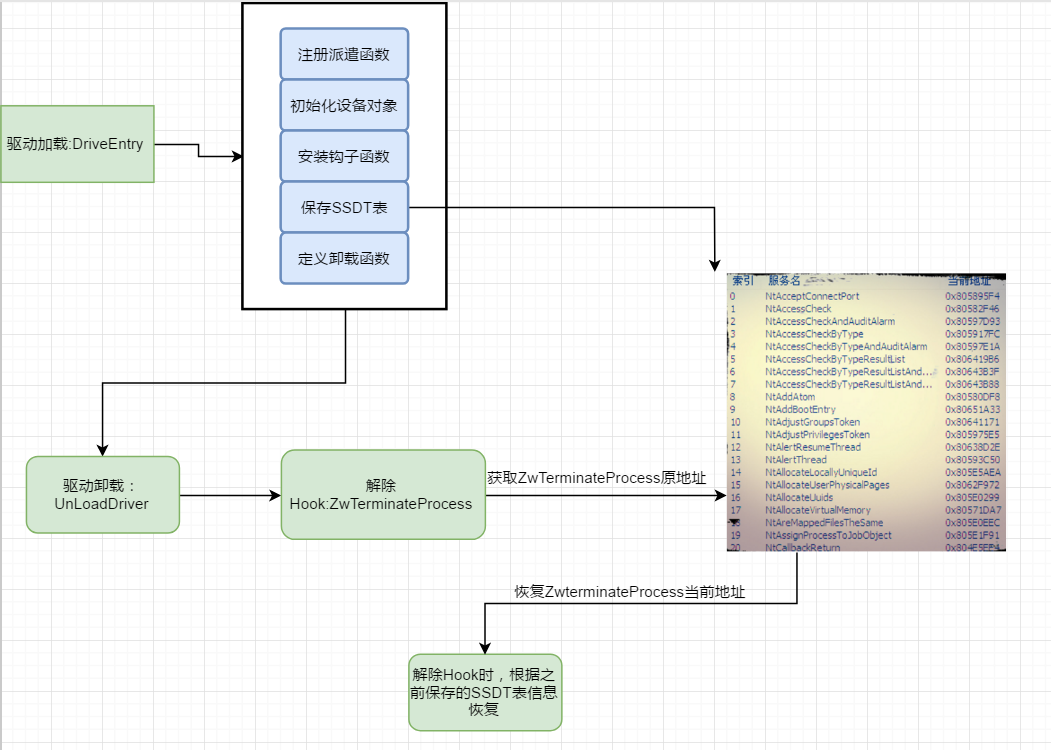 注册派遣函数
初始化设备对象
安装钩子函数
保存SSDT表
定义卸载函数
驱动加载:DriveEntry
索引 服务名 当前地址
0 NtAcceptConnectPort 0x805895F4
1 NtAccessCheck 0x80582F46
2 NtAccessCheckAndAuditAlarm 0x80597D93
3 NtAccessCheckByType 0x805917FC
4 NtAccessCheckByTypeAndAuditAlarm 0x80597E1A
5 NtAccessCheckByTypeResultList 0x806419B6
6 NtAccessCheckByTypeResultListAnd... 0x80643B3F
7 NtAccessCheckByTypeResultListAnd... 0x80643B88
8 NtAddAtom 0x80580DF8
9 NtAddBootEntry 0x80651A33
10 NtAdjustGroupsToken 0x80641171
11 NtAdjustPrivilegesToken 0x805975E5
12 NtAlertResumeThread 0x80638D2E
13 NtAlertThread 0x80593C50
14 NtAllocateLocallyUniqueId 0x805E5AEA
15 NtAllocateUserPhysicalPages 0x8062F972
16 NtAllocateUuids 0x805E0299
17 NtAllocateVirtualMemory 0x80571DA7
18 NtAreMappedFilesTheSame 0x805E0EEC
19 NtAssignProcessToJobObject 0x805E1F91
20 NtCallbackReturn 0x804E5EE4
驱动卸载：
UnLoadDriver
解除
Hook:ZwTerminateProcess
获取ZwTerminateProcess原地址
恢复ZwterminateProcess当前地址
解除Hook时，根据之
前保存的SSDT表信息
恢复